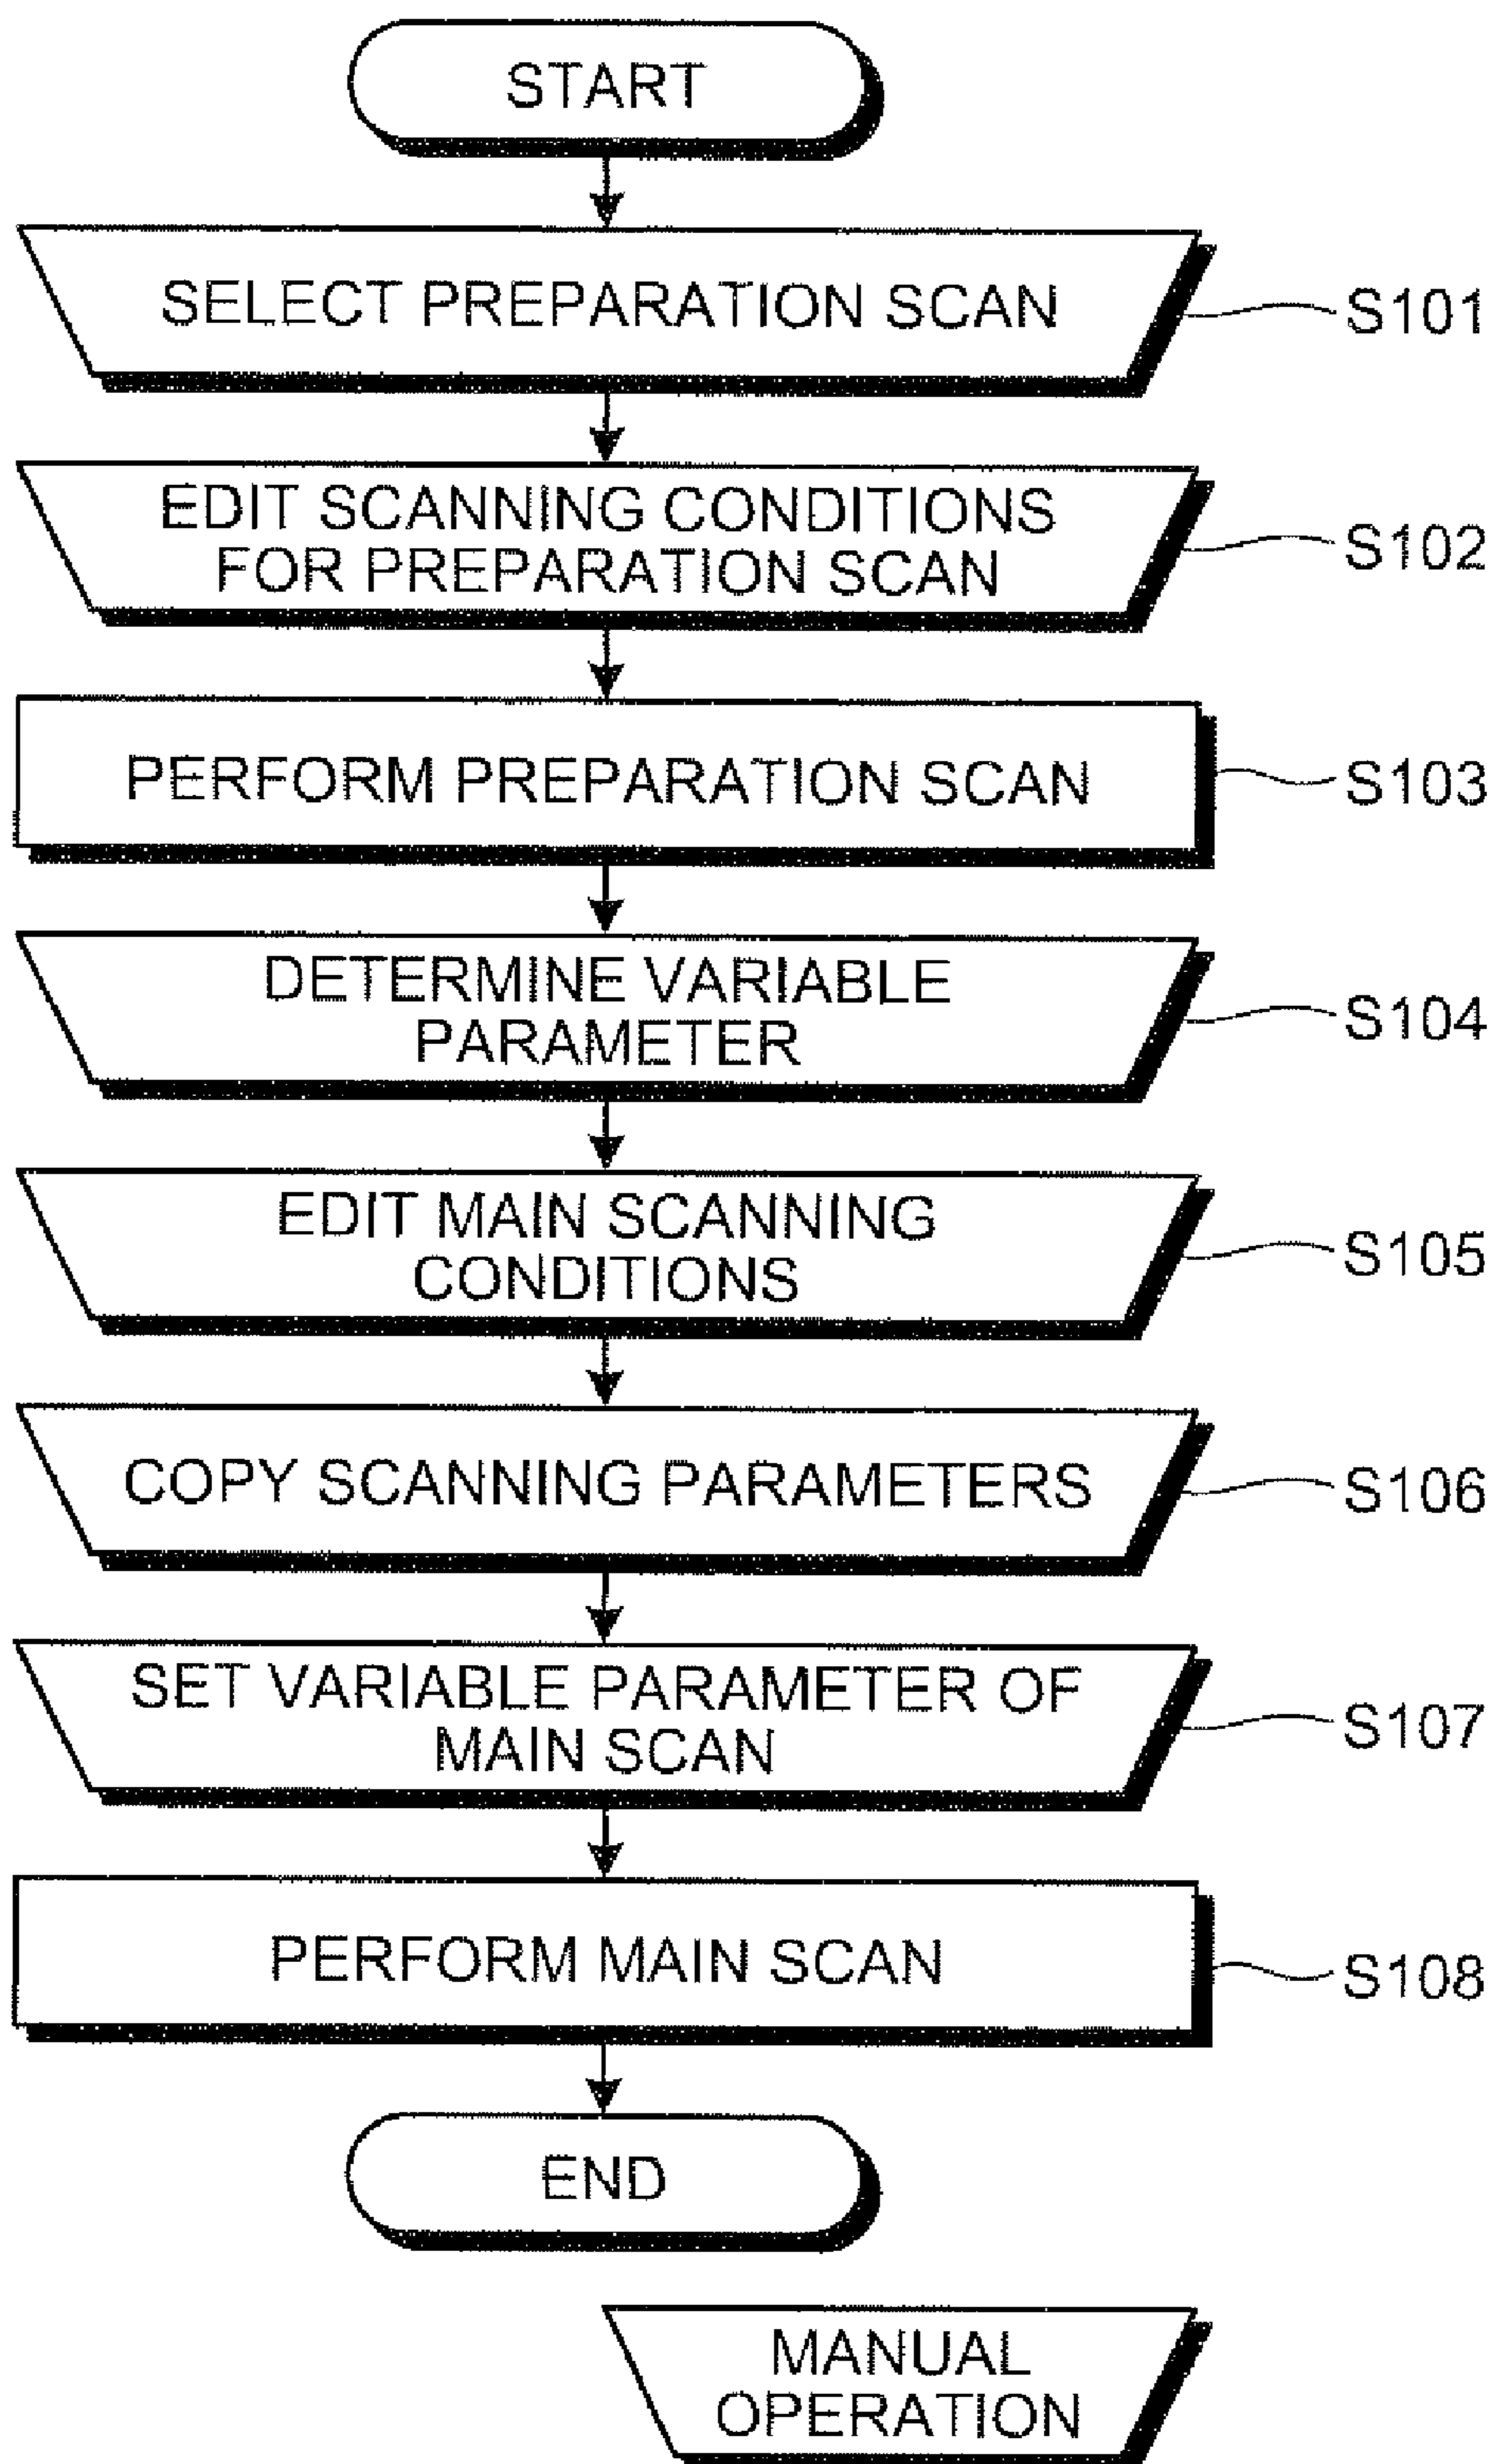 START
SELECT PREPARATION SCAN
S101
EDIT SCANNING CONDITIONS
FOR PREPARATION SCAN
S102
PERFORM PREPARATION SCAN
S103
DETERMINE VARIABLE
PARAMETER
S104
EDIT MAIN SCANNING
CONDITIONS
S105
COPY SCANNING PARAMETERS
S106
SET VARIABLE PARAMETER OF
MAIN SCAN
S107
PERFORM MAIN SCAN
S108
END
MANUAL
OPERATION